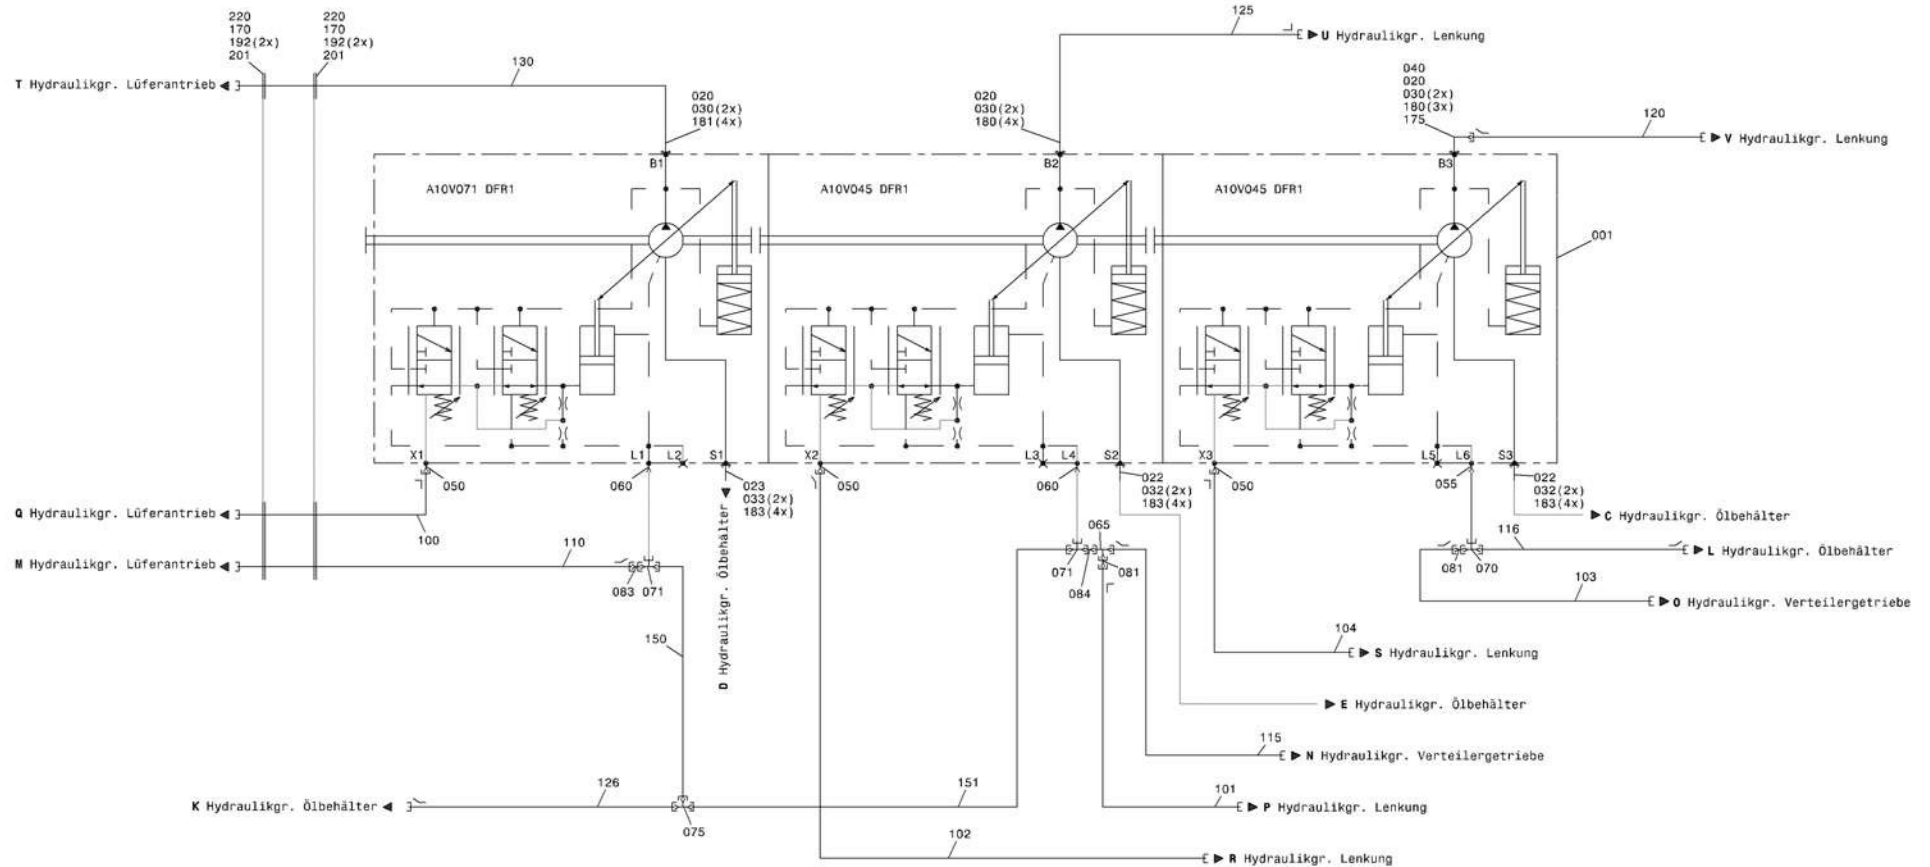 220
170
192(2x)
201
220
170
192(2x)
201
T Hydraulikgr. Lüferantrieb
130
125
U Hydraulikgr. Lenkung
020
030(2x)
181(4x)
020
030(2x)
180(4x)
040
020
030(2x)
180(3x)
175
120
V Hydraulikgr. Lenkung
B1
B2
B3
A10V071 DFR1
A10V045 DFR1
A10V045 DFR1
001
X1
L1
L2
S1
X2
L3
L4
S2
X3
L5
L6
S3
050
060
023
033(2x)
183(4x)
050
060
022
032(2x)
183(4x)
050
055
022
032(2x)
183(4x)
Q Hydraulikgr. Lüferantrieb
100
C Hydraulikgr. Ölbehälter
M Hydraulikgr. Lüferantrieb
110
083
071
D Hydraulikgr. Ölbehälter
065
071
081
084
116
L Hydraulikgr. Ölbehälter
081
070
103
O Hydraulikgr. Verteilergetriebe
150
104
S Hydraulikgr. Lenkung
E Hydraulikgr. Ölbehälter
115
N Hydraulikgr. Verteilergetriebe
K Hydraulikgr. Ölbehälter
126
075
151
101
P Hydraulikgr. Lenkung
102
R Hydraulikgr. Lenkung